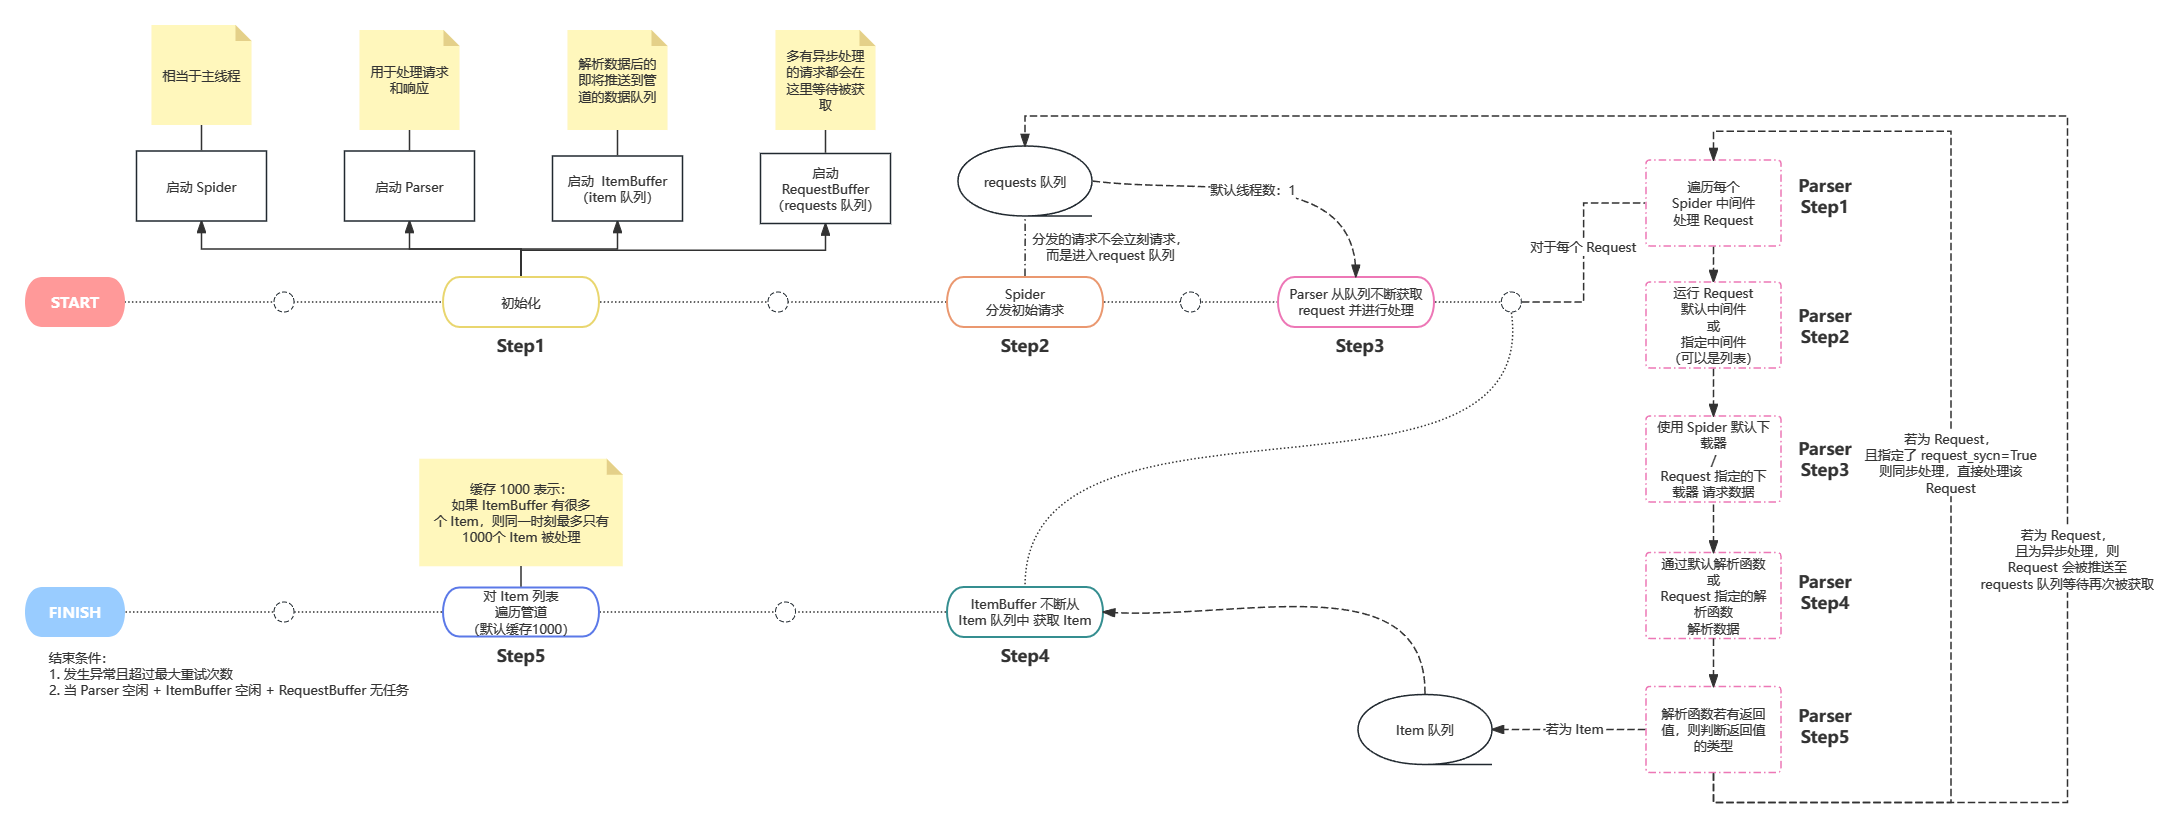 相当于主线程
用于处理请求
和响应
解析数据后的
即将推送到管
道的数据队列
多有异步处理
的请求都会在
这里等待被获
取
启动 Spider
启动 Parser
启动  ItemBuffer
（item 队列）
启动
RequestBuffer
（requests 队列）
requests 队列
默认线程数：1
分发的请求不会立刻请求，
而是进入request 队列
START
初始化
Step1
Spider
分发初始请求
Step2
Parser 从队列不断获取
request 并进行处理
Step3
对于每个 Request
遍历每个
Spider 中间件
处理 Request
Parser
Step1
运行 Request
默认中间件
或
指定中间件
（可以是列表）
Parser
Step2
使用 Spider 默认下
载器
/
Request 指定的下
载器 请求数据
Parser
Step3
通过默认解析函数
或
Request 指定的解
析函数
解析数据
Parser
Step4
解析函数若有返回
值，则判断返回值
的类型
Parser
Step5
若为 Request，
且指定了 request_sycn=True
则同步处理，直接处理该
Request
若为 Request，
且为异步处理，则
Request 会被推送至
requests 队列等待再次被获取
若为 Item
Item 队列
ItemBuffer 不断从
Item 队列中 获取 Item
Step4
缓存 1000 表示：
如果 ItemBuffer 有很多
个 Item，则同一时刻最多只有
1000个 Item 被处理
对 Item 列表
遍历管道
（默认缓存1000）
Step5
FINISH
结束条件：
1. 发生异常且超过最大重试次数
2. 当 Parser 空闲 + ItemBuffer 空闲 + RequestBuffer 无任务